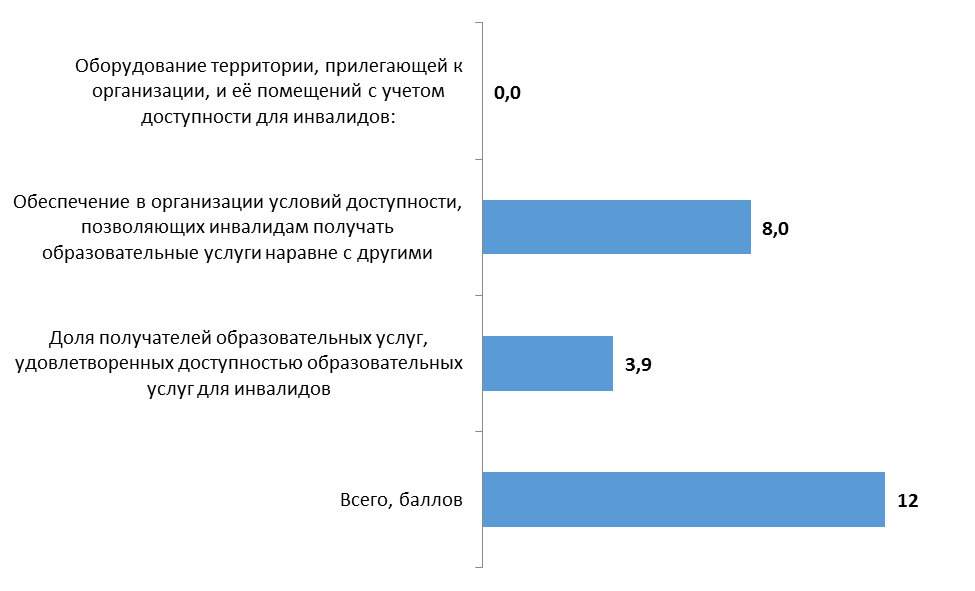 Оборудование территории, прилегающей к
организации, и её помещений с учетом
доступности для инвалидов:
0,0
Обеспечение в организации условий доступности,
позволяющих инвалидам получать
образовательные услуги наравне с другими
8,0
Доля получателей образовательных услуг,
удовлетворенных доступностью образовательных
услуг для инвалидов
3,9
Всего, баллов
12